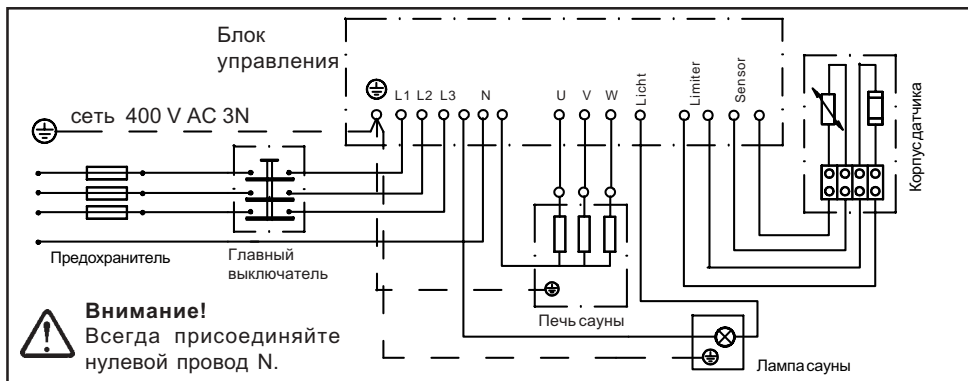 Блок
управления
L1 L2 L3 N U V W Licht Limiter Sensor
сеть 400 V AC 3N
Корпус датчика
Предохранитель
Главный
выключатель
Печь сауны
Лампа сауны
Внимание!
Всегда присоединяйте
нулевой провод N.